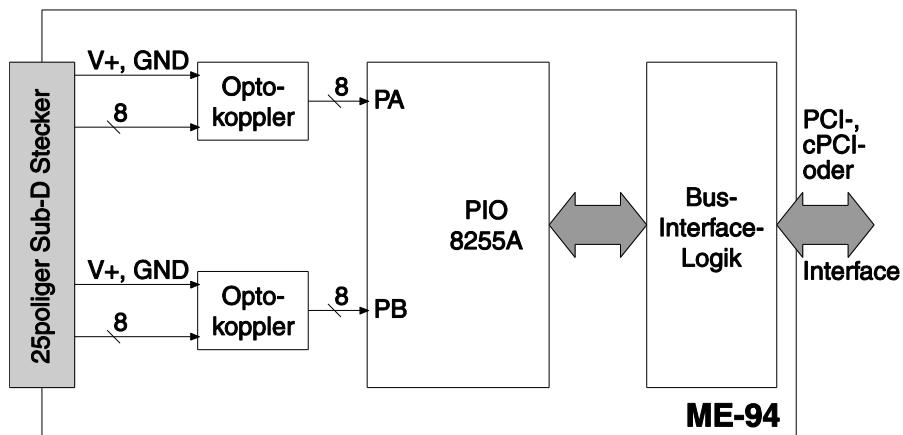 25poliger Sub-D Stecker
V+, GND
8
Opto-
koppler
8
PA
V+, GND
8
Opto-
koppler
8
PB
PIO
8255A
Bus-
Interface-
Logik
PCI-,
cPCI-
oder
Interface
ME-94